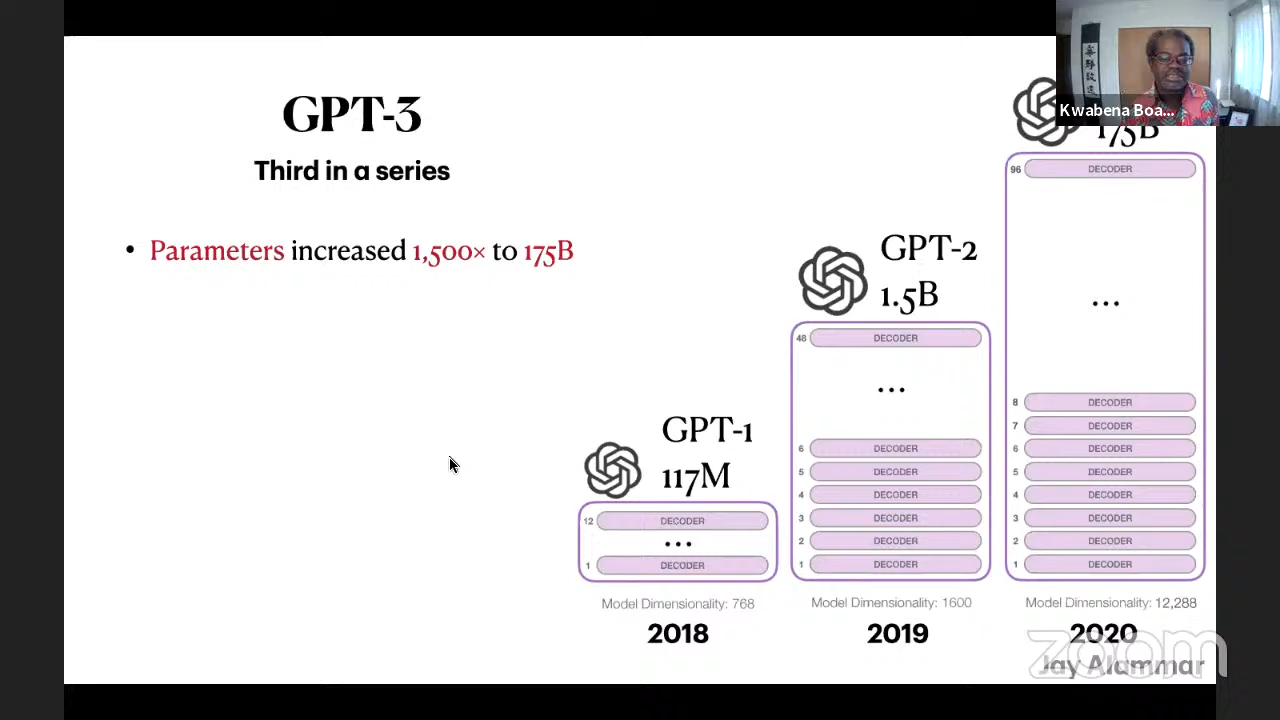 GPT-3
Third in a series
• Parameters increased 1,500× to 175B
GPT-1
117M
12 DECODER
...
1 DECODER
Model Dimensionality: 768
2018
GPT-2
1.5B
48 DECODER
...
6 DECODER
5 DECODER
4 DECODER
3 DECODER
2 DECODER
1 DECODER
Model Dimensionality: 1600
2019
175B
96 DECODER
...
8 DECODER
7 DECODER
6 DECODER
5 DECODER
4 DECODER
3 DECODER
2 DECODER
1 DECODER
Model Dimensionality: 12,288
2020
Jay Alammar
zoom
Kwabena Boa...